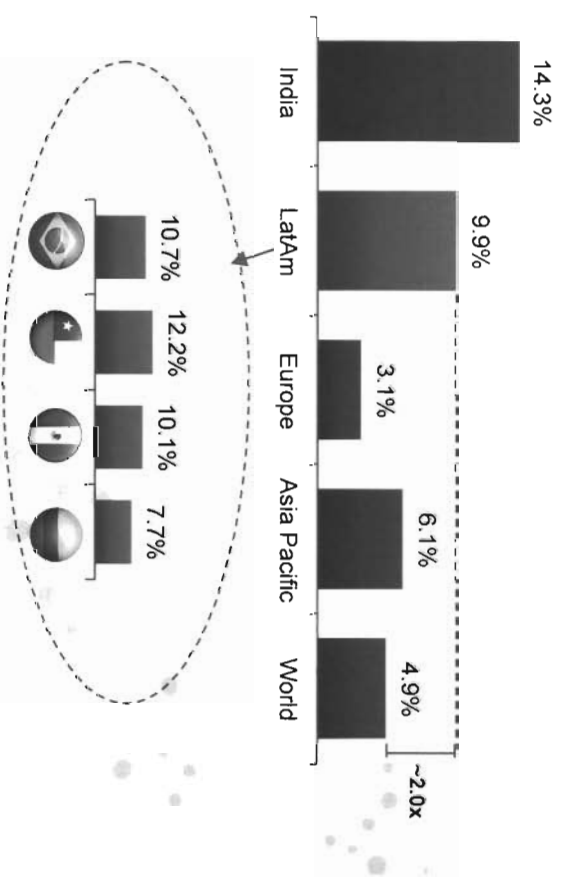 14.3%
9.9%
3.1%
6.1%
4.9%
~2.0x
India
LatAm
Europe
Asia Pacific
World
10.7%
12.2%
10.1%
7.7%